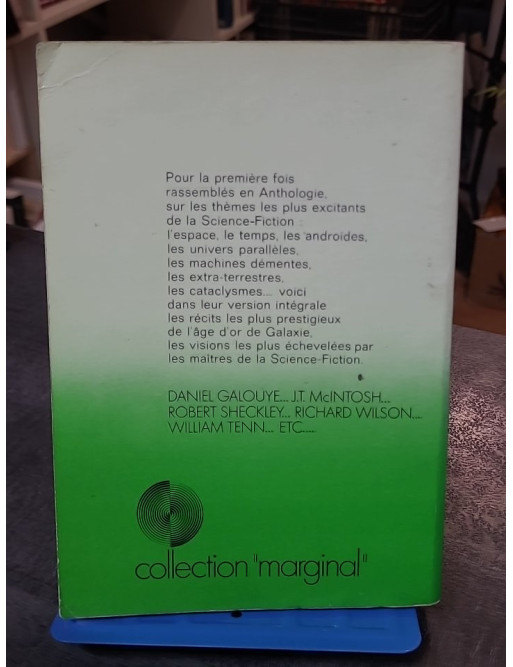 Pour la première fois
rassemblés en Anthologie,
sur les thèmes les plus excitants
de la Science-Fiction :
l'espace, le temps, les androïdes,
les univers parallèles,
les machines démentes,
les extra-terrestres,
les cataclysmes... voici
dans leur version intégrale
les récits les plus prestigieux
de l'âge d'or de Galaxie,
les visions les plus échevelées par
les maîtres de la Science-Fiction.
DANIEL GALOUYE... J.T. McINTOSH...
ROBERT SHECKLEY... RICHARD WILSON...
WILLIAM TENN... ETC....
collection "marginal"